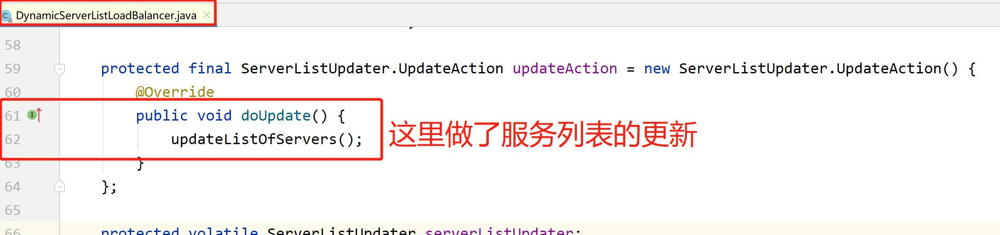 DynamicServerListLoadBalancer.java
58
59 protected final ServerListUpdater.UpdateAction updateAction = new ServerListUpdater.UpdateAction() {
60 @Override
61 public void doUpdate() {
62 updateListOfServers();
这里做了服务列表的更新
63 }
64 };
65
66 protected volatile ServerListUpdater serverListUpdater;